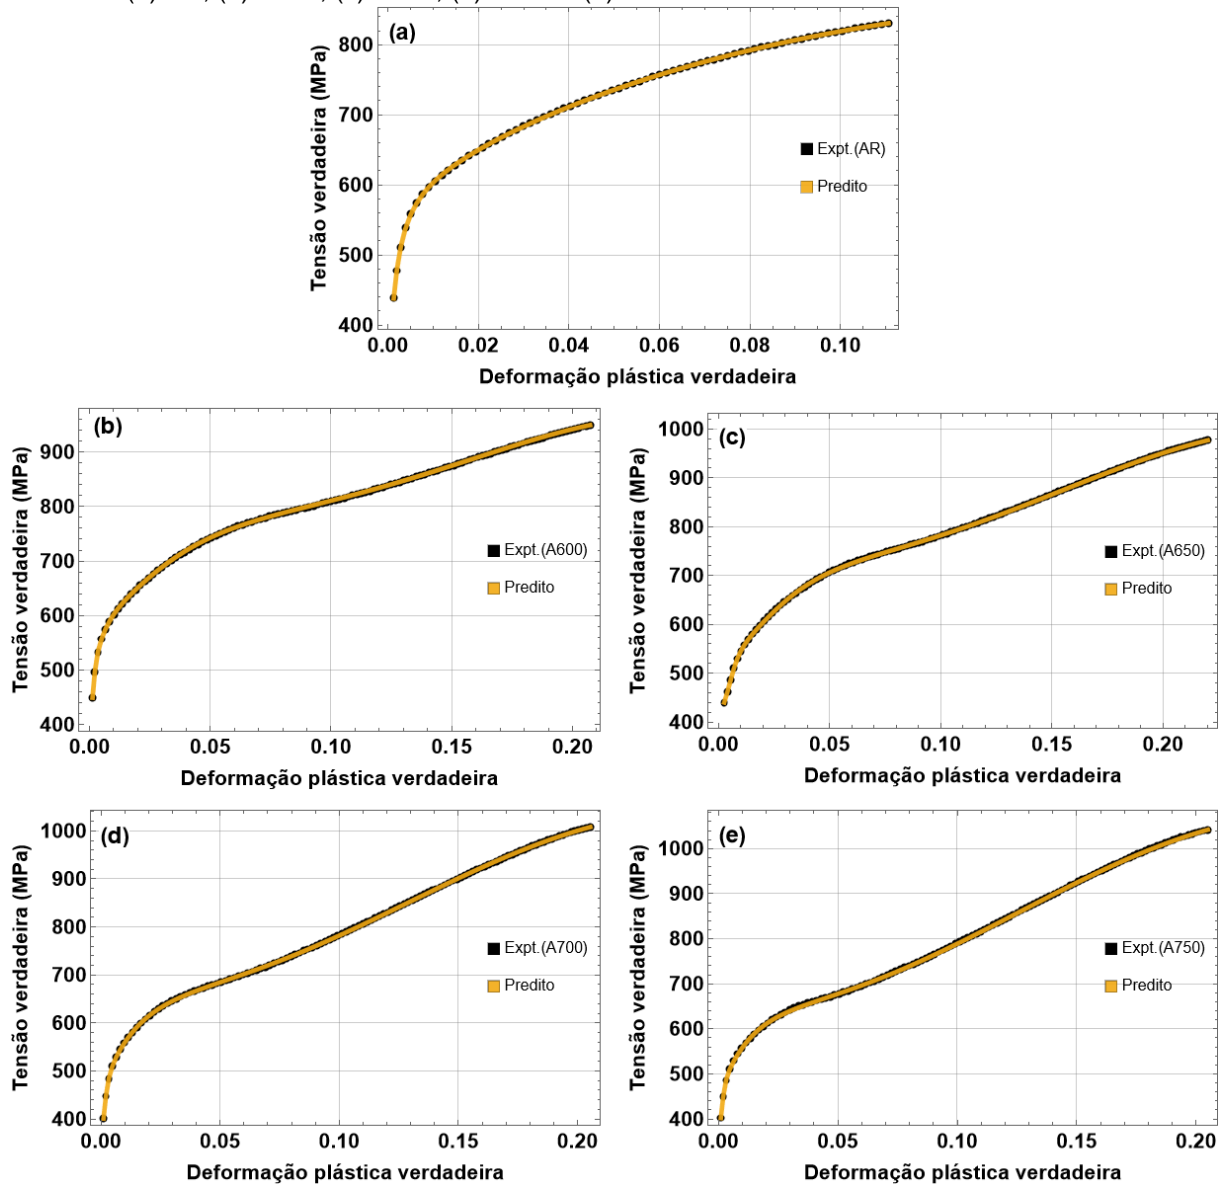 (a)
Tensão verdadeira (MPa)
800
700
600
500
400
Expt.(AR)
Predito
0.00 0.02 0.04 0.06 0.08 0.10
Deformação plástica verdadeira
(b)
Tensão verdadeira (MPa)
900
800
700
600
500
400
Expt.(A600)
Predito
0.00 0.05 0.10 0.15 0.20
Deformação plástica verdadeira
(c)
Tensão verdadeira (MPa)
1000
900
800
700
600
500
400
Expt.(A650)
Predito
0.00 0.05 0.10 0.15 0.20
Deformação plástica verdadeira
(d)
Tensão verdadeira (MPa)
1000
900
800
700
600
500
400
Expt.(A700)
Predito
0.00 0.05 0.10 0.15 0.20
Deformação plástica verdadeira
(e)
Tensão verdadeira (MPa)
1000
900
800
700
600
500
400
Expt.(A750)
Predito
0.00 0.05 0.10 0.15 0.20
Deformação plástica verdadeira